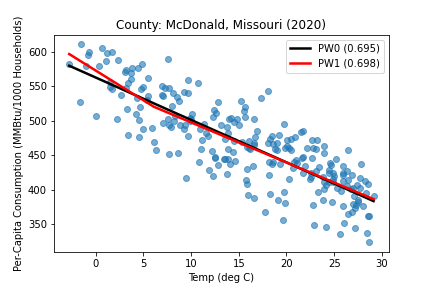 County: McDonald, Missouri (2020)
PW0 (0.695)
PW1 (0.698)
Per-Capita Consumption (MMBtu/1000 Households)
600
550
500
450
400
350
0 5 10 15 20 25 30
Temp (deg C)